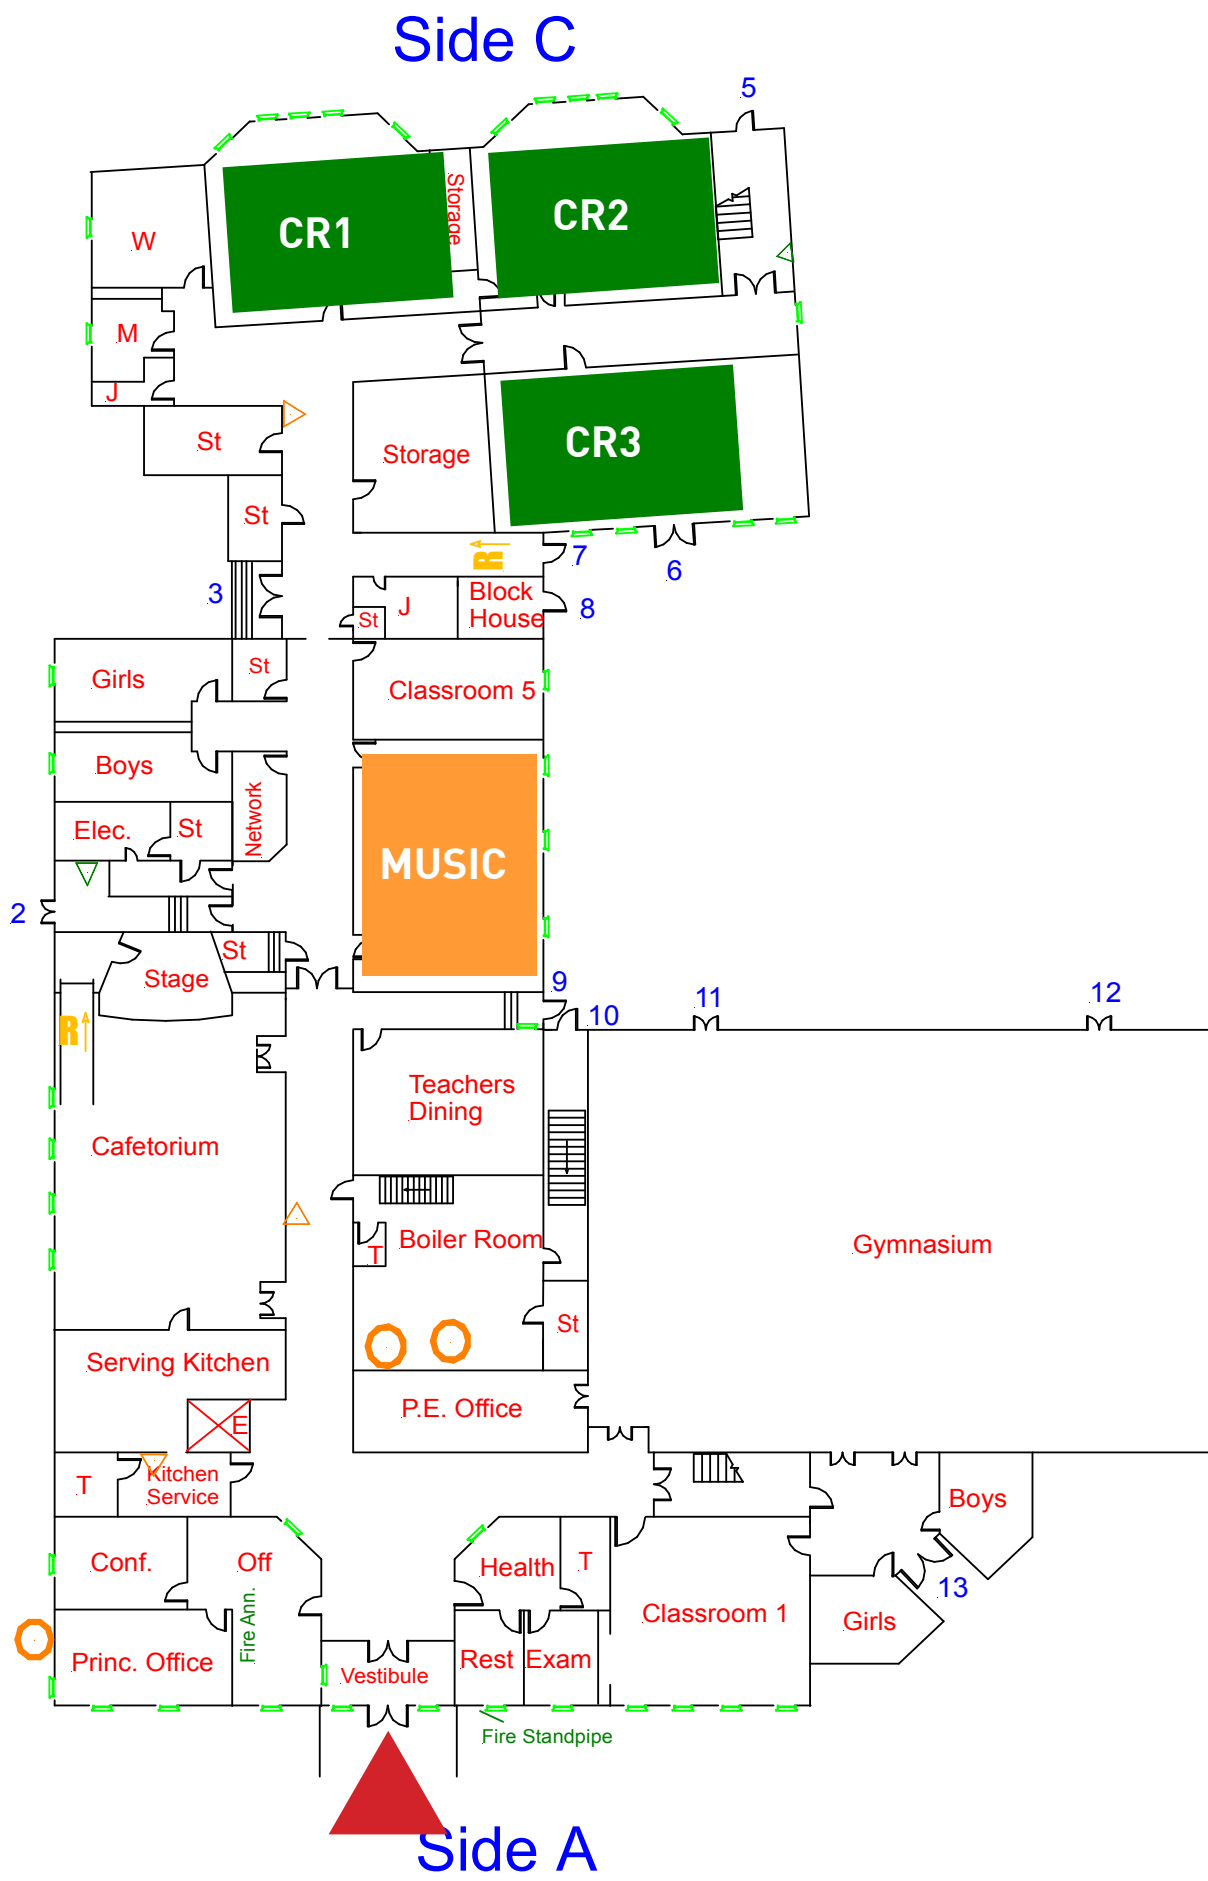 Side C
5
CR1
Storage
CR2
W
M
J
St
Storage
CR3
St
R
7
6
3
Block
House
J
St
8
Girls
St
Classroom 5
Boys
Network
Elec.
St
MUSIC
2
St
Stage
9
10
11
12
R
Teachers
Dining
Cafetorium
Boiler Room
T
Gymnasium
St
Serving Kitchen
E
P.E. Office
T
Kitchen
Service
Boys
Conf.
Off
Health
T
13
Fire Ann.
Classroom 1
Girls
Princ. Office
Vestibule
Rest
Exam
Fire Standpipe
Side A